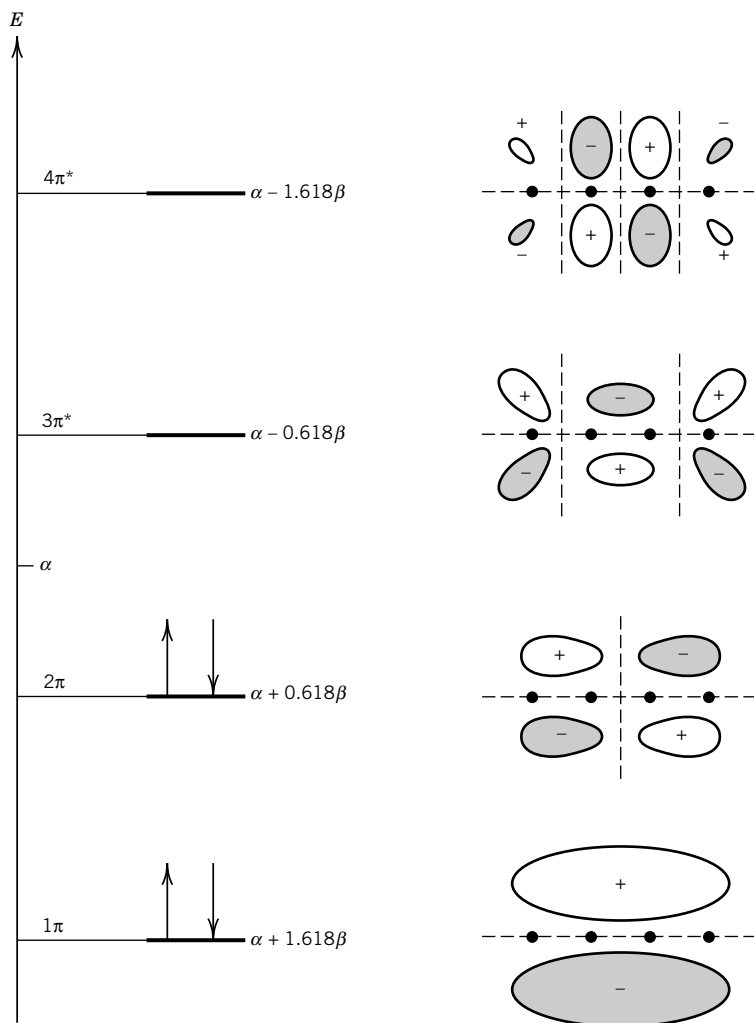 E
+ −
− +
4π* α – 1.618β
+ −
− +
+ − +
3π* α – 0.618β
− + −
α
+ −
2π α + 0.618β
− +
+
1π α + 1.618β
−